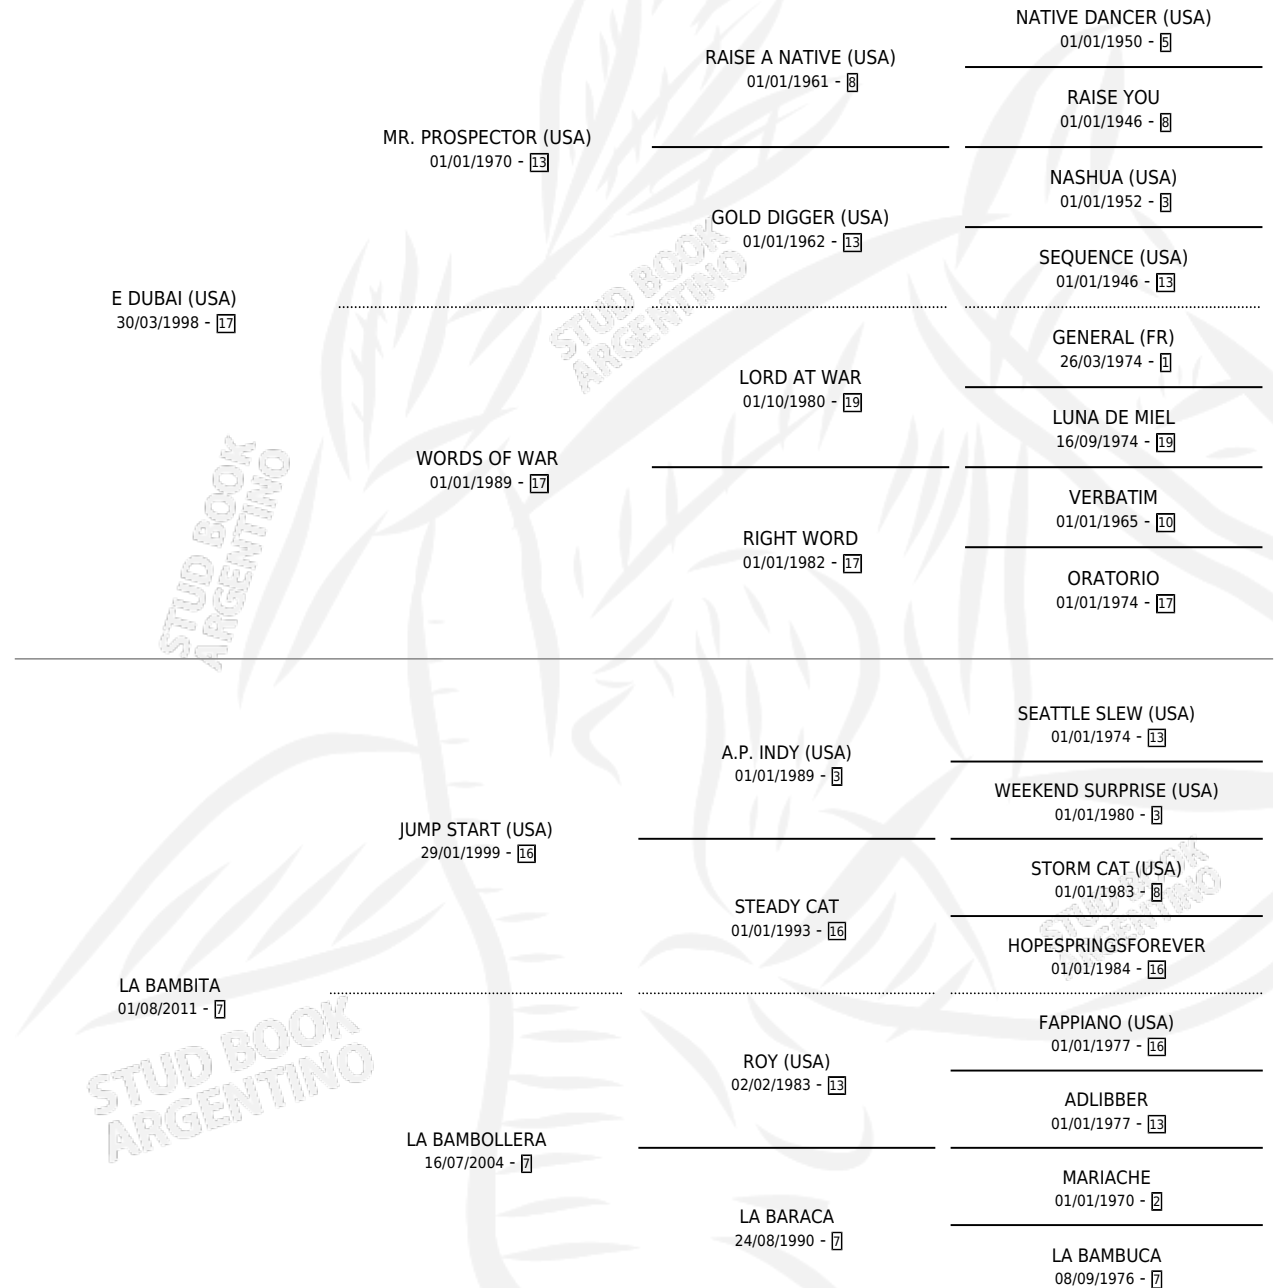 NATIVE DANCER (USA)
01/01/1950 - 5
RAISE A NATIVE (USA)
01/01/1961 - 8
RAISE YOU
01/01/1946 - 8
MR. PROSPECTOR (USA)
01/01/1970 - 13
NASHUA (USA)
01/01/1952 - 3
GOLD DIGGER (USA)
01/01/1962 - 13
SEQUENCE (USA)
01/01/1946 - 13
E DUBAI (USA)
30/03/1998 - 17
STUD BOOK
ARGENTINO
GENERAL (FR)
26/03/1974 - 1
LORD AT WAR
01/10/1980 - 19
LUNA DE MIEL
16/09/1974 - 19
WORDS OF WAR
01/01/1989 - 17
STUD BOOK
ARGENTINO
VERBATIM
01/01/1965 - 10
RIGHT WORD
01/01/1982 - 17
ORATORIO
01/01/1974 - 17
SEATTLE SLEW (USA)
01/01/1974 - 13
A.P. INDY (USA)
01/01/1989 - 3
WEEKEND SURPRISE (USA)
01/01/1980 - 3
JUMP START (USA)
29/01/1999 - 16
STORM CAT (USA)
01/01/1983 - 8
STUD BOOK
ARGENTINO
STEADY CAT
01/01/1993 - 16
HOPESPRINGSFOREVER
01/01/1984 - 16
LA BAMBITA
01/08/2011 - 7
STUD BOOK
ARGENTINO
FAPPIANO (USA)
01/01/1977 - 16
ROY (USA)
02/02/1983 - 13
ADLIBBER
01/01/1977 - 13
LA BAMBOLLERA
16/07/2004 - 7
MARIACHE
01/01/1970 - 2
LA BARACA
24/08/1990 - 7
LA BAMBUCA
08/09/1976 - 7